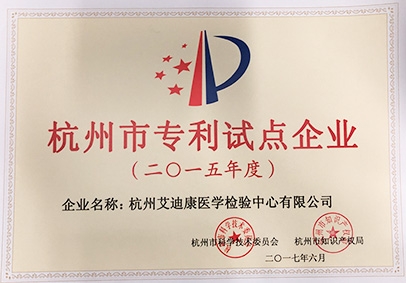 杭州市专利试点企业
（二〇一五年度）
企业名称：杭州艾迪康医学检验中心有限公司
杭州市科学技术委员会 杭州市知识产权局
二〇一七年六月